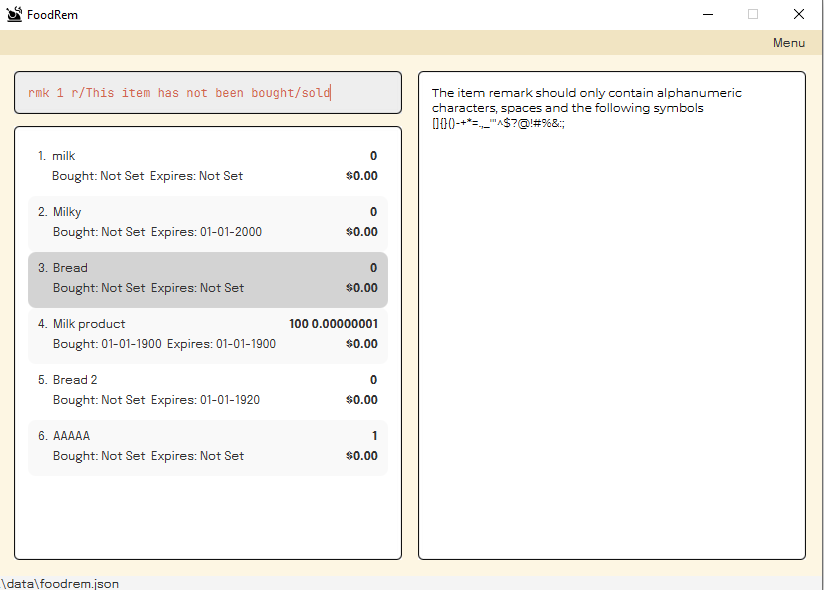 FoodRem
Menu
rmk 1 r/This item has not been bought/sold
The item remark should only contain alphanumeric
characters, spaces and the following symbols
[]{}()-+*=.,_'"^$?@!#%&:;
1. milk 0
Bought: Not Set Expires: Not Set $0.00
2. Milky 0
Bought: Not Set Expires: 01-01-2000 $0.00
3. Bread 0
Bought: Not Set Expires: Not Set $0.00
4. Milk product 100 0.00000001
Bought: 01-01-1900 Expires: 01-01-1900 $0.00
5. Bread 2 0
Bought: Not Set Expires: 01-01-1920 $0.00
6. AAAAA 1
Bought: Not Set Expires: Not Set $0.00
\data\foodrem.json